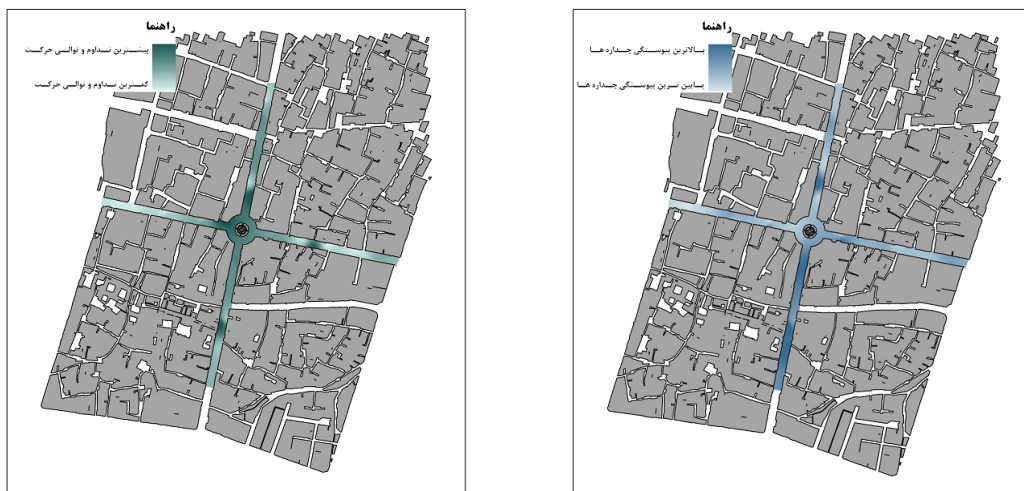 راهنما
بیشترین تداوم و توالی حرکت
کمترین تداوم و توالی حرکت
راهنما
بالاترین پیوستگی جداره ها
پایین ترین پیوستگی جداره ها